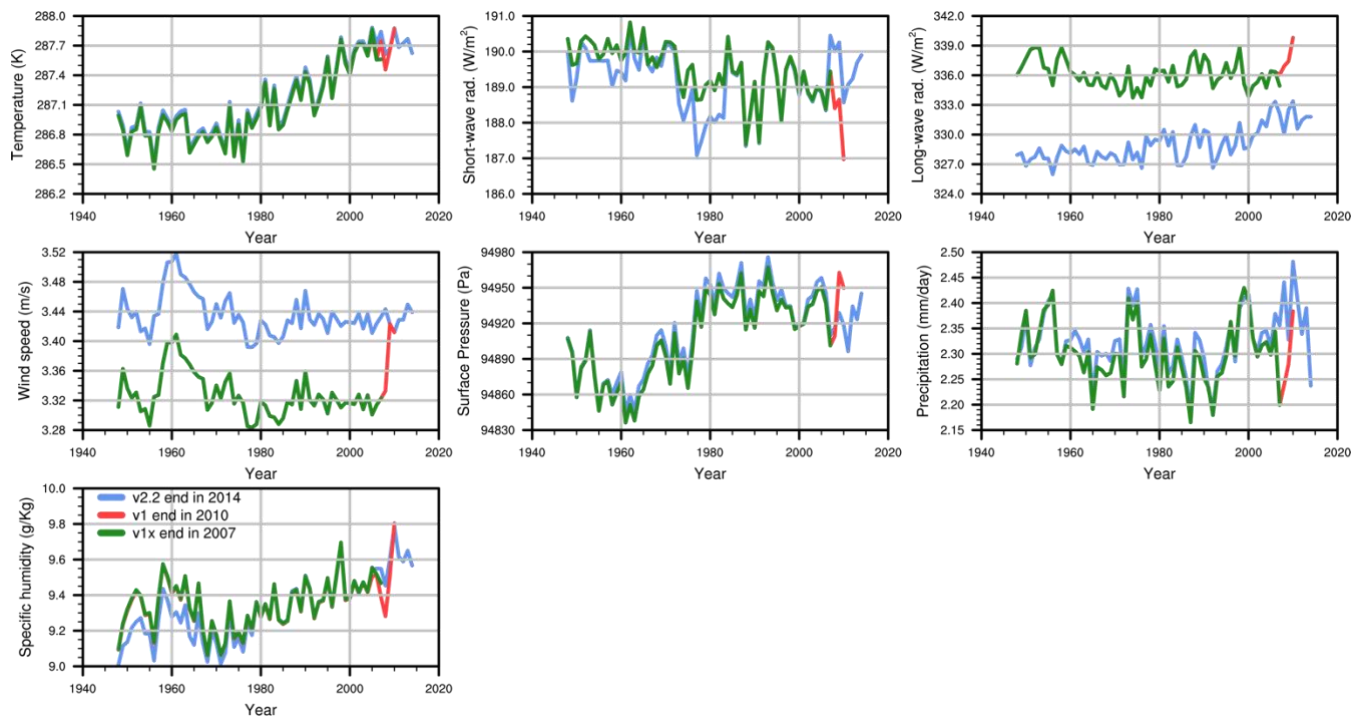 288.0
287.7
287.4
287.1
286.8
286.5
286.2
Temperature (K)
1940 1960 1980 2000 2020
Year
191.0
190.0
189.0
188.0
187.0
186.0
Short-wave rad. (W/m²)
1940 1960 1980 2000 2020
Year
342.0
339.0
336.0
333.0
330.0
327.0
324.0
Long-wave rad. (W/m²)
1940 1960 1980 2000 2020
Year
3.52
3.48
3.44
3.40
3.36
3.32
3.28
Wind speed (m/s)
1940 1960 1980 2000 2020
Year
94980
94950
94920
94890
94860
94830
Surface Pressure (Pa)
1940 1960 1980 2000 2020
Year
2.50
2.45
2.40
2.35
2.30
2.25
2.20
2.15
Precipitation (mm/day)
1940 1960 1980 2000 2020
Year
10.0
9.8
9.6
9.4
9.2
9.0
Specific humidity (g/Kg)
v2.2 end in 2014
v1 end in 2010
v1x end in 2007
1940 1960 1980 2000 2020
Year